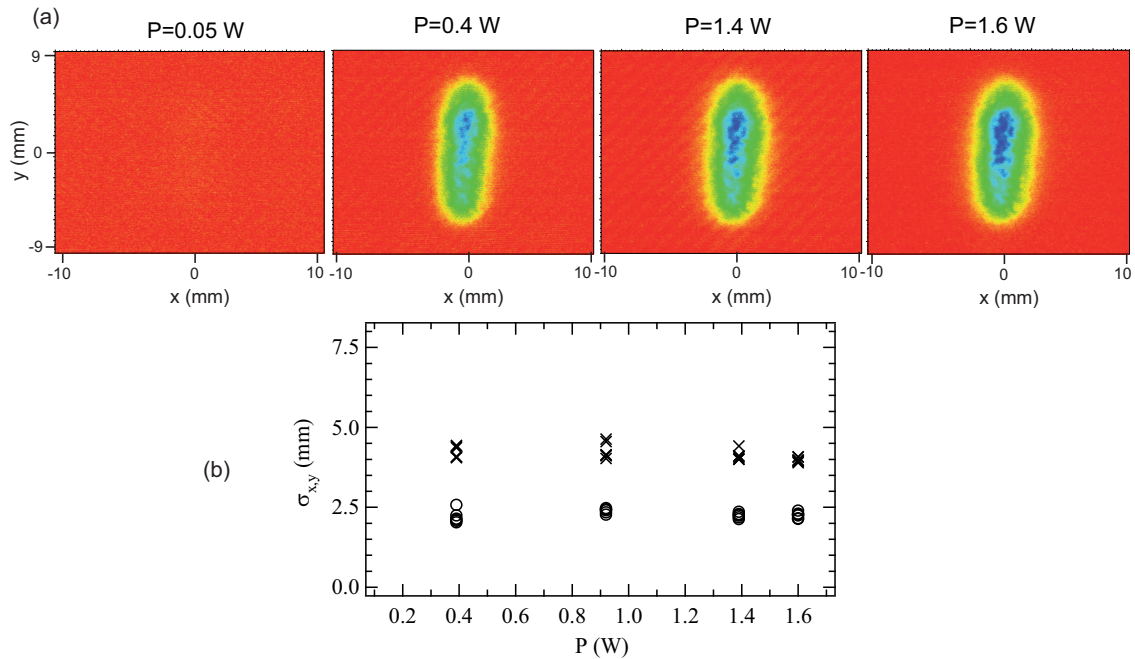 (a)
P=0.05 W
P=0.4 W
P=1.4 W
P=1.6 W
9
0
-9
y (mm)
-10 0 10
x (mm)
-10 0 10
x (mm)
-10 0 10
x (mm)
-10 0 10
x (mm)
(b)
7.5
5.0
2.5
0.0
σx,y (mm)
0.2 0.4 0.6 0.8 1.0 1.2 1.4 1.6
P (W)